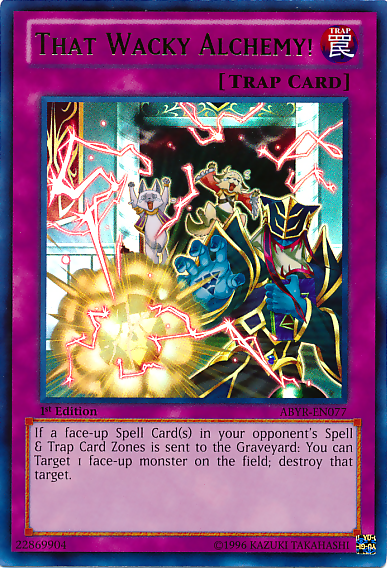 That Wacky Alchemy!
TRAP
罠
[Trap Card]
1st Edition
ABYR-EN077
If a face-up Spell Card(s) in your opponent's Spell
& Trap Card Zones is sent to the Graveyard: You can
Target 1 face-up monster on the field; destroy that
target.
22869904
©1996 KAZUKI TAKAHASHI